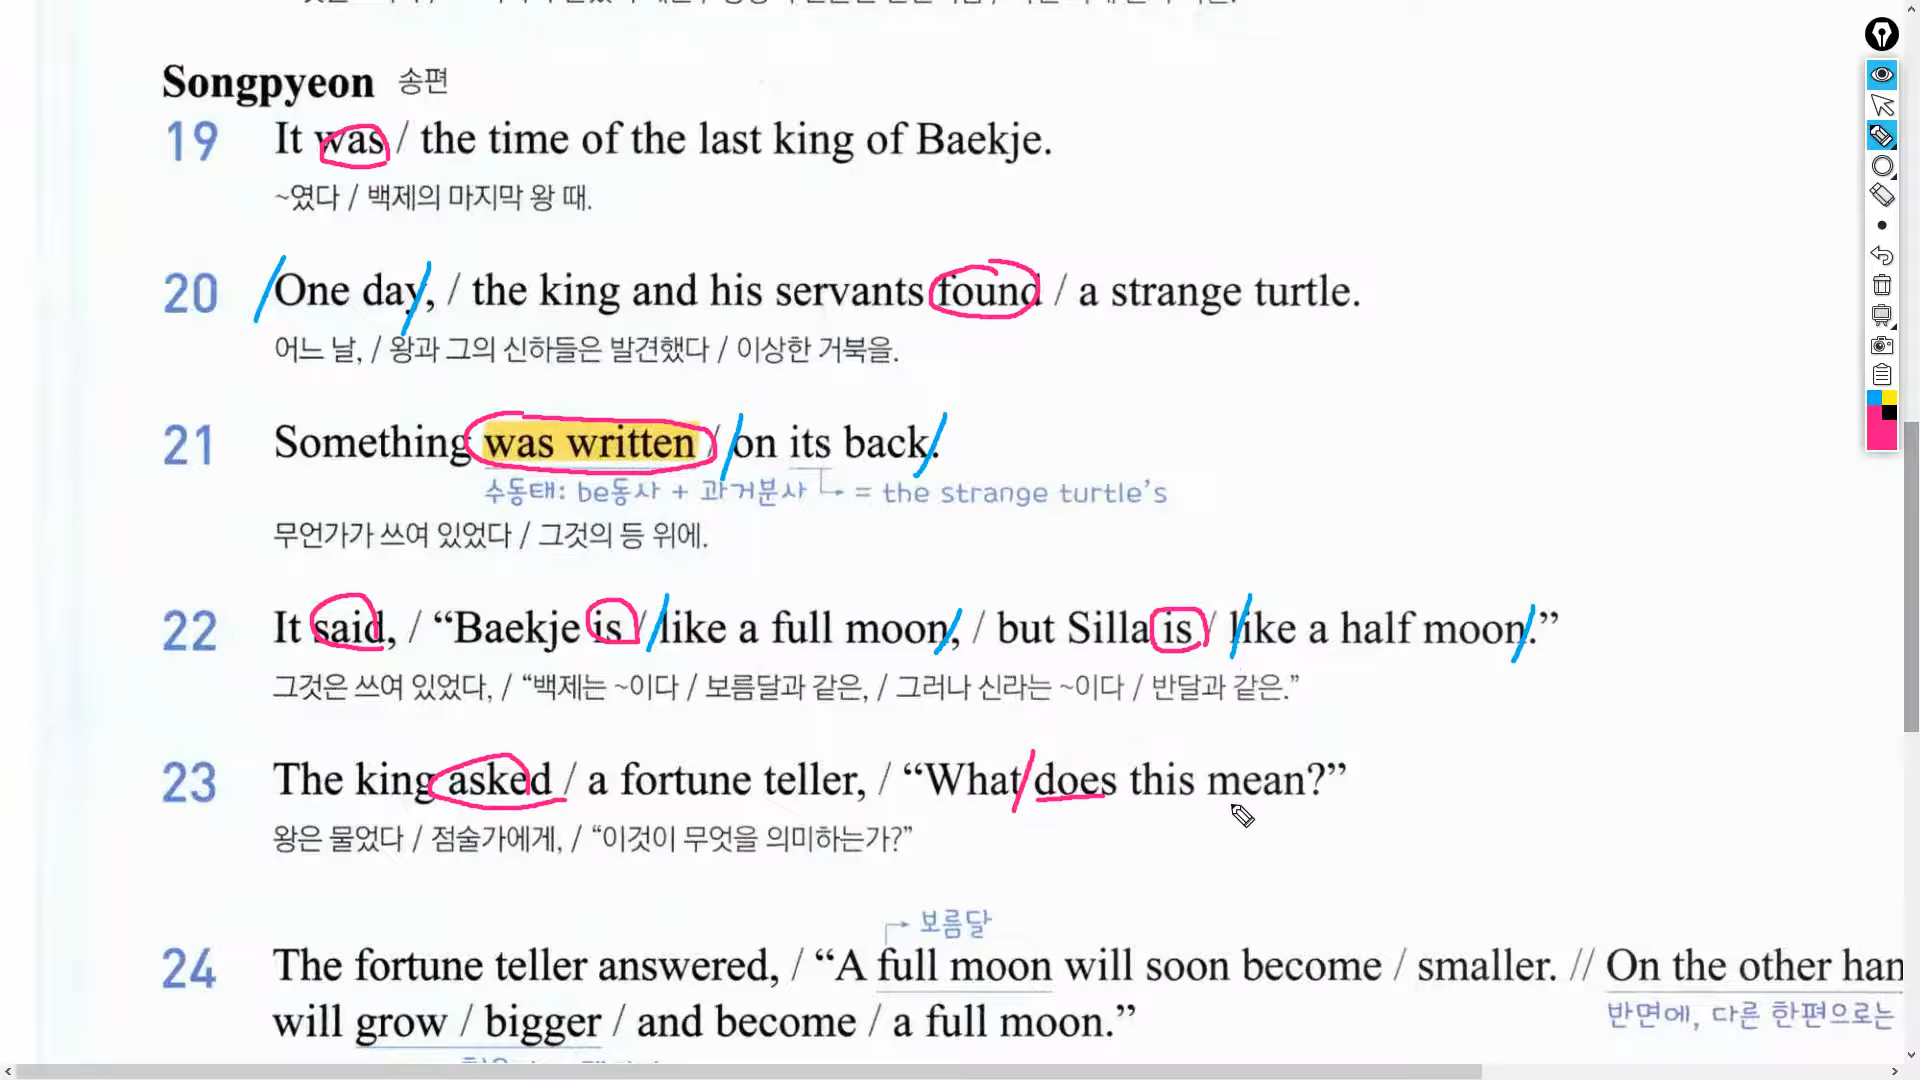 Songpyeon 송편
19 It was / the time of the last king of Baekje.
~였다 / 백제의 마지막 왕 때.
20 One day, / the king and his servants found / a strange turtle.
어느 날, / 왕과 그의 신하들은 발견했다 / 이상한 거북을.
21 Something was written / on its back.
수동태: be동사 + 과거분사 = the strange turtle's
무언가가 쓰여 있었다 / 그것의 등 위에.
22 It said, / “Baekje is / like a full moon, / but Silla is / like a half moon.”
그것은 쓰여 있었다, / “백제는 ~이다 / 보름달과 같은, / 그러나 신라는 ~이다 / 반달과 같은.”
23 The king asked / a fortune teller, / “What does this mean?”
왕은 물었다 / 점술가에게, / “이것이 무엇을 의미하는가?”
보름달
24 The fortune teller answered, / “A full moon will soon become / smaller. // On the other han
반면에, 다른 한편으로는
will grow / bigger / and become / a full moon.”